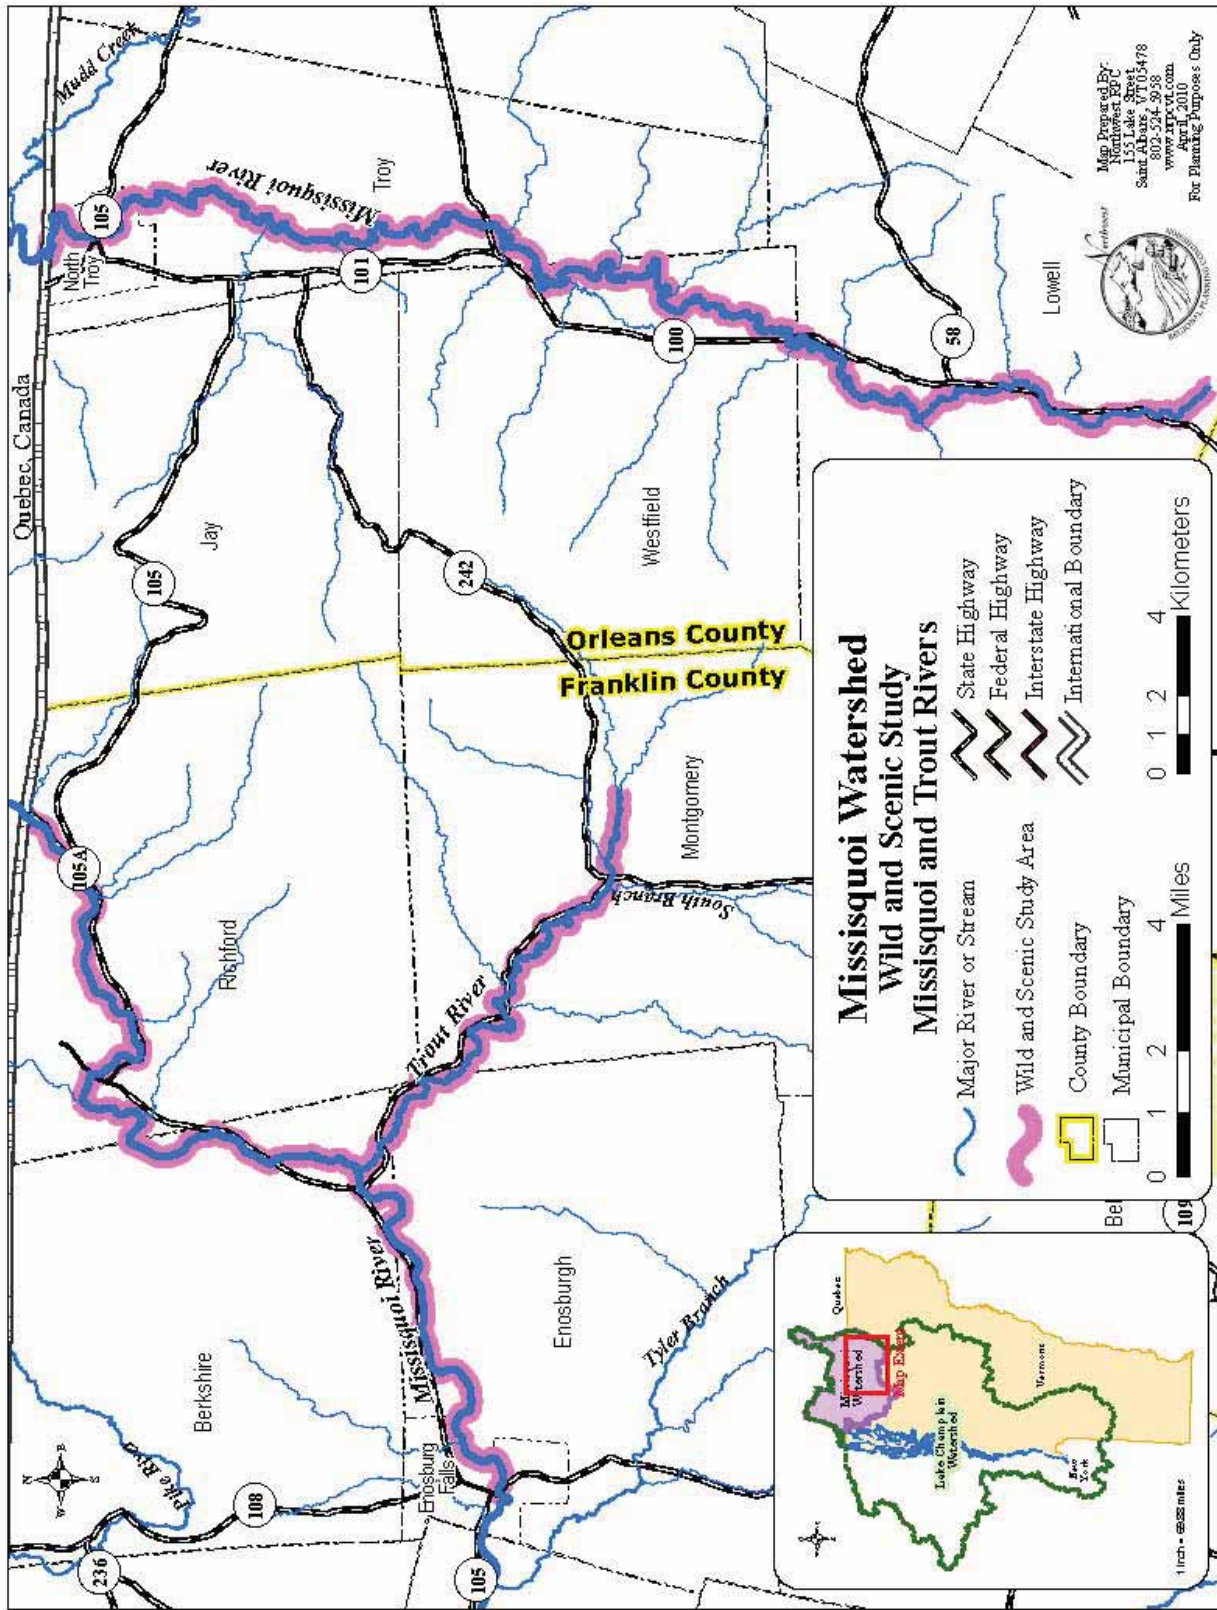 Quebec, Canada
Mudd Creek
Pike River
236
108
105
105A
105
105
North
Troy
Berkshire
Richford
Jay
Missisquoi River
Troy
101
Enosburg
Falls
Missisquoi River
Trout River
242
105
Enosburgh
Tyler Branch
South Branch
Montgomery
Franklin County
Orleans County
Westfield
100
58
Lowell
109
Missisquoi Watershed
Wild and Scenic Study
Missisquoi and Trout Rivers
Major River or Stream
Wild and Scenic Study Area
County Boundary
Municipal Boundary
State Highway
Federal Highway
Interstate Highway
International Boundary
0 1 2 4
Miles
0 1 2 4
Kilometers
N
W E
S
Quebec
Watershed
Map Extent
Lake Champlain
Watershed
Vermont
New
York
Northwest
REGIONAL PLANNING COMMISSION
Map Prepared By:
Northwest RPC
155 Lake Street
Saint Albans, VT 05478
802-524-5958
www.nrpcvt.com
April, 2010
For Planning Purposes Only